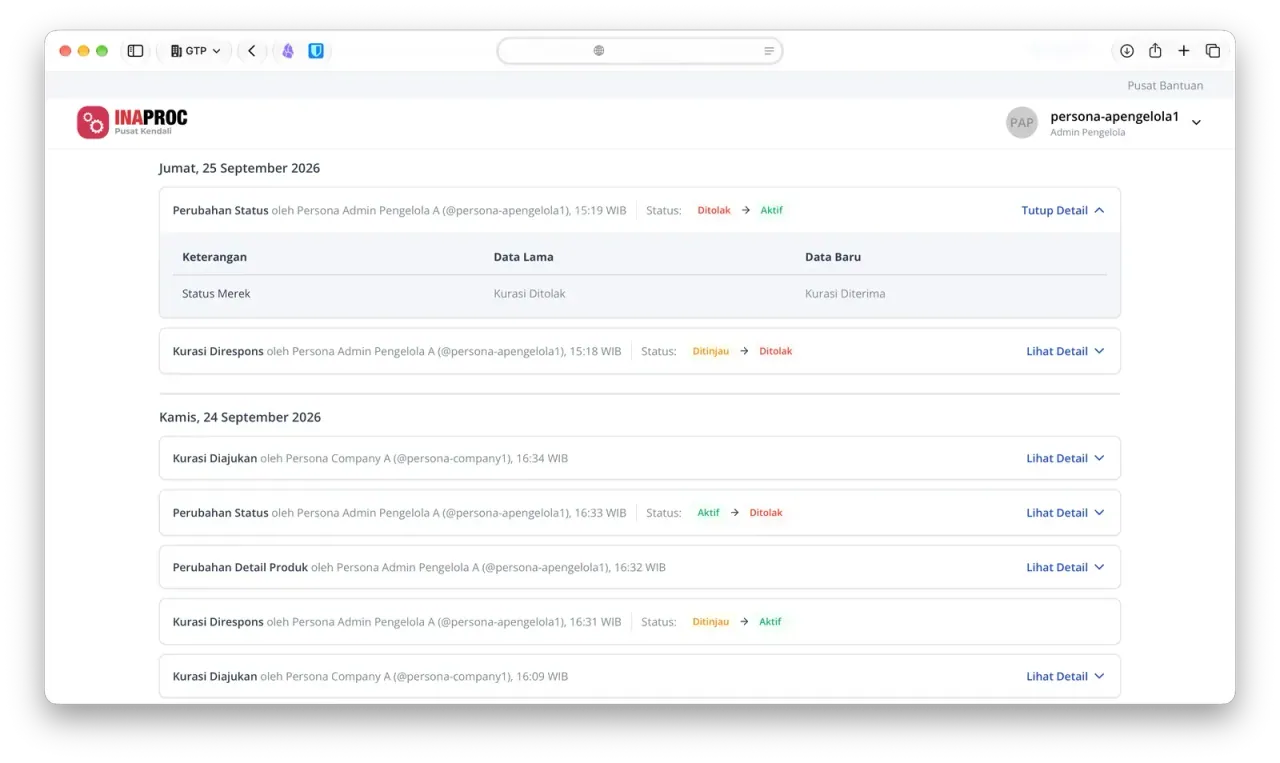 GTP
Pusat Bantuan
INAPROC
Pusat Kendali
PAP
persona-apengelola1
Admin Pengelola
Jumat, 25 September 2026
Perubahan Status oleh Persona Admin Pengelola A (@persona-apengelola1), 15:19 WIB Status: Ditolak → Aktif Tutup Detail
Keterangan Data Lama Data Baru
Status Merek Kurasi Ditolak Kurasi Diterima
Kurasi Direspons oleh Persona Admin Pengelola A (@persona-apengelola1), 15:18 WIB Status: Ditinjau → Ditolak Lihat Detail
Kamis, 24 September 2026
Kurasi Diajukan oleh Persona Company A (@persona-company1), 16:34 WIB Lihat Detail
Perubahan Status oleh Persona Admin Pengelola A (@persona-apengelola1), 16:33 WIB Status: Aktif → Ditolak Lihat Detail
Perubahan Detail Produk oleh Persona Admin Pengelola A (@persona-apengelola1), 16:32 WIB Lihat Detail
Kurasi Direspons oleh Persona Admin Pengelola A (@persona-apengelola1), 16:31 WIB Status: Ditinjau → Aktif
Kurasi Diajukan oleh Persona Company A (@persona-company1), 16:09 WIB Lihat Detail